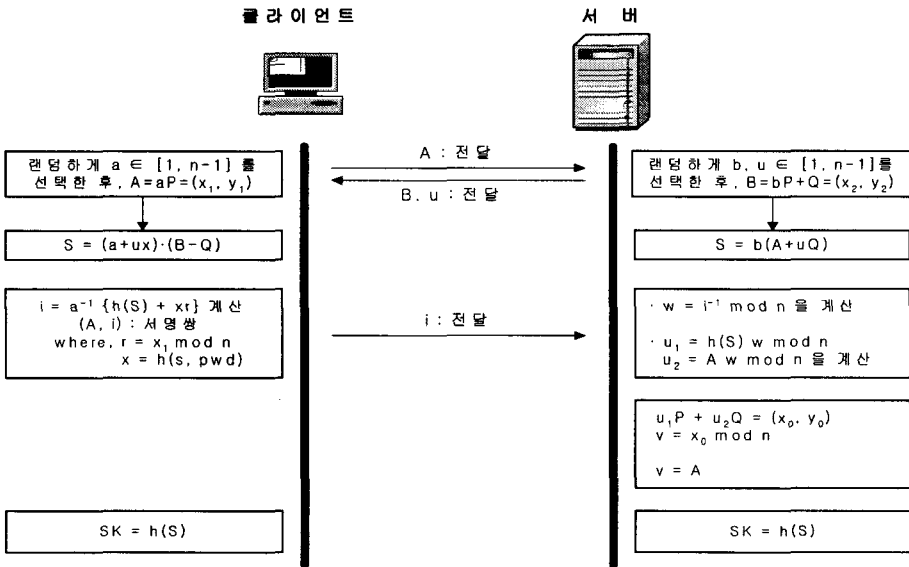 클라이언트
서 버
랜덤하게 a ∈ [1, n-1] 를
선택한 후, A=aP=(x₁, y₁)
A : 전달
B, u : 전달
랜덤하게 b, u ∈ [1, n-1]를
선택한 후, B=bP+Q=(x₂, y₂)
S = (a+ux)·(B-Q)
S = b(A+uQ)
i = a⁻¹ {h(S) + xr} 계산
(A, i) : 서명쌍
where, r = x₁ mod n
x = h(s, pwd)
i : 전달
· w = i⁻¹ mod n 을 계산
· u₁ = h(S) w mod n
u₂ = A w mod n을 계산
u₁P + u₂Q = (x₀, y₀)
v = x₀ mod n
v = A
SK = h(S)
SK = h(S)